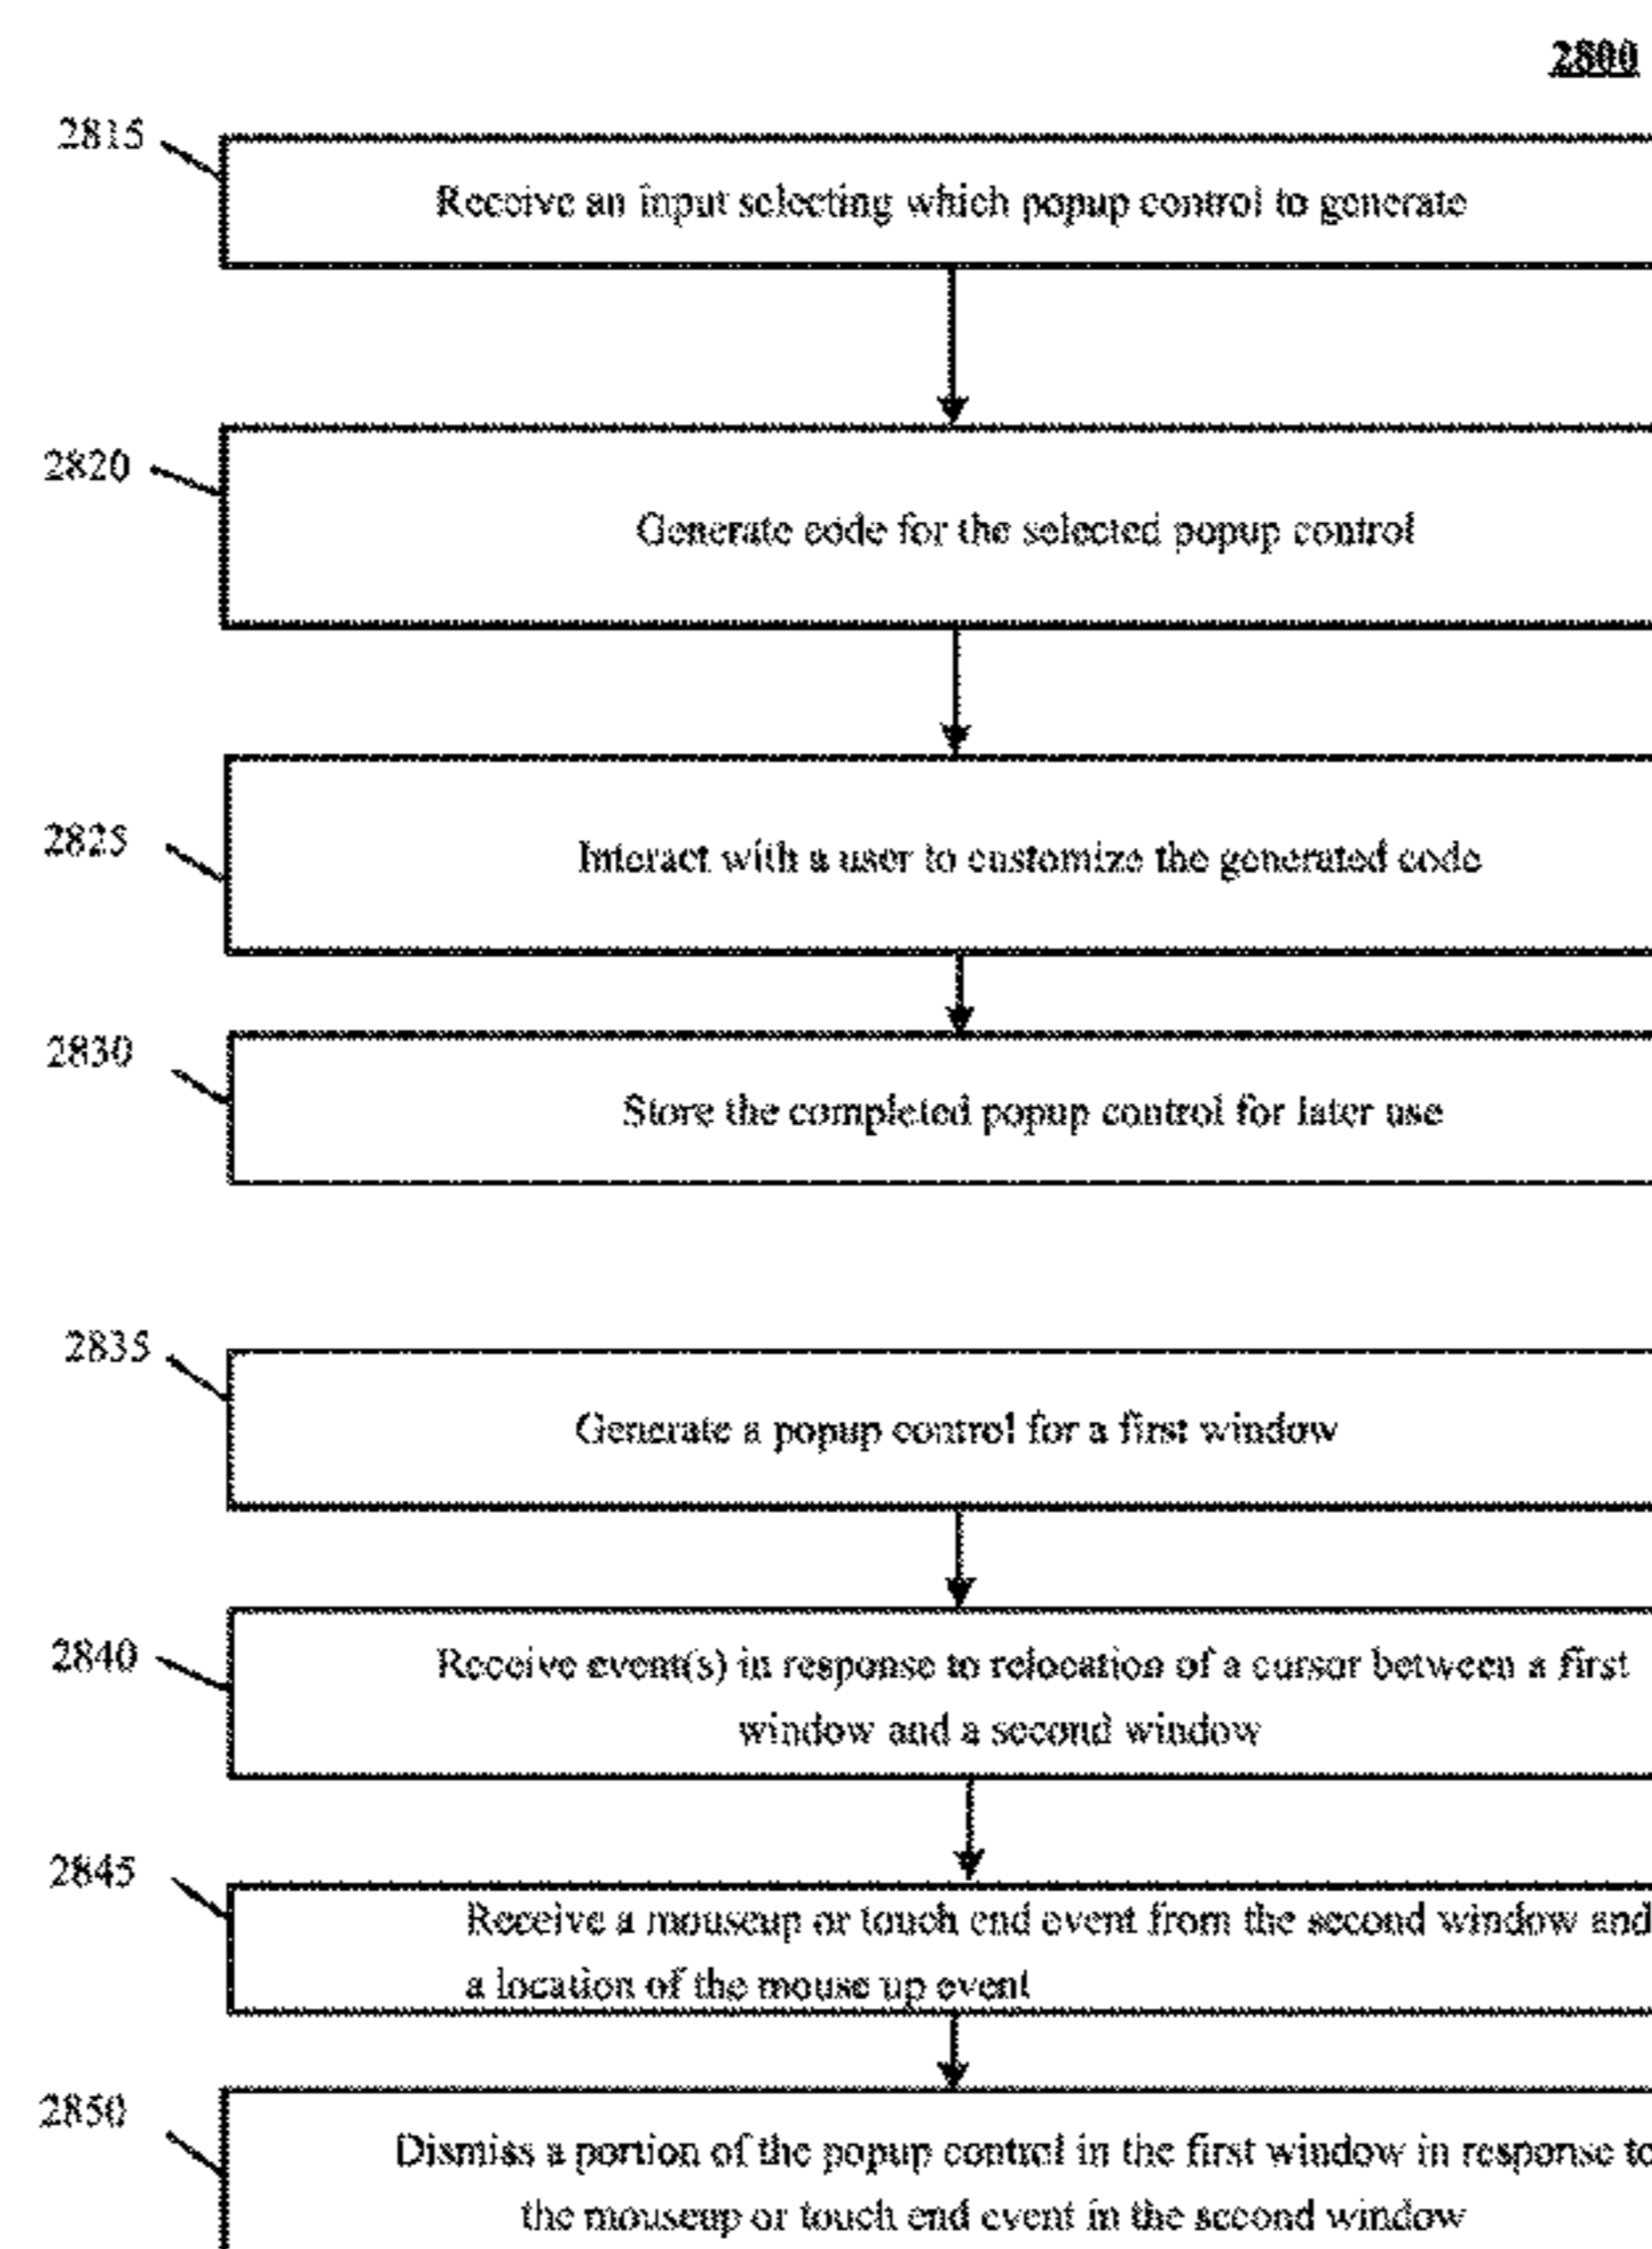 2800
2815
Receive an input selecting which popup control to generate
2820
Generate code for the selected popup control
2825
Interact with a user to customize the generated code
2830
Store the completed popup control for later use
2835
Generate a popup control for a first window
2840
Receive event(s) in response to relocation of a cursor between a first
window and a second window
2845
Receive a mouseup or touch end event from the second window and
a location of the mouse up event
2850
Dismiss a portion of the popup control in the first window in response to
the mouseup or touch end event in the second window